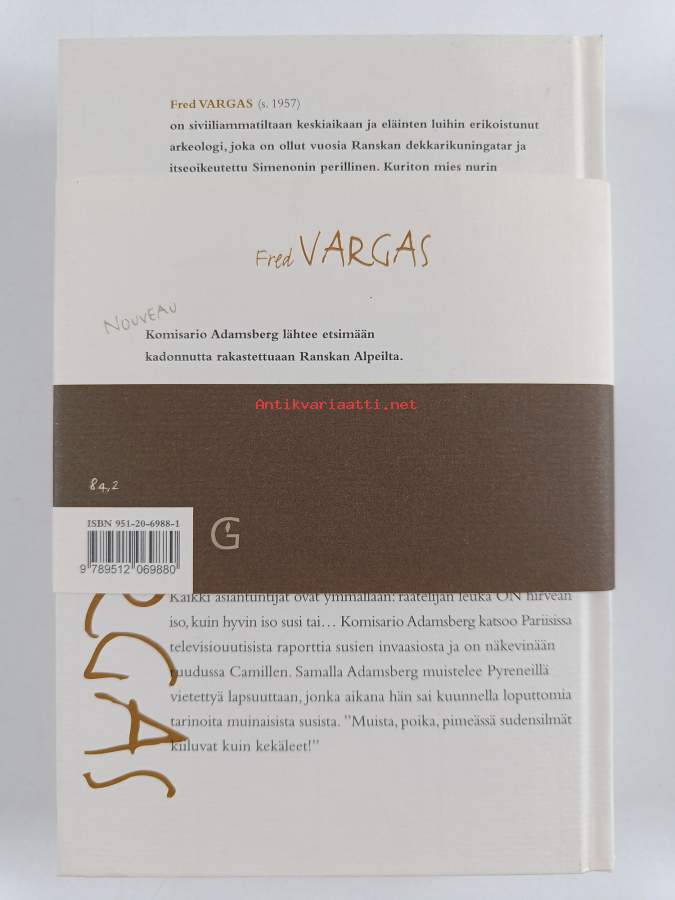 Fred VARGAS (s. 1957)
on siviiliammatiltaan keskiaikaan ja eläinten luihin erikoistunut
arkeologi, joka on ollut vuosia Ranskan dekkarikuningatar ja
itseoikeutettu Simenonin perillinen. Kuriton mies nurin
Fred VARGAS
NOUVEAU
Komisario Adamsberg lähtee etsimään
kadonnutta rakastettuaan Ranskan Alpeilta.
Antikvariaatti.net
84,2
ISBN 951-20-6988-1
9 789512 069880
G
Kaikki asiantuntijat ovat ymmällään: raatelijan leuka ON hirveän
iso, kuin hyvin iso susi tai… Komisario Adamsberg katsoo Pariisissa
televisiouutisista raporttia susien invaasiosta ja on näkevinään
ruudussa Camillen. Samalla Adamsberg muistelee Pyreneillä
vietettyä lapsuuttaan, jonka aikana hän sai kuunnella loputtomia
tarinoita muinaisista susista. ”Muista, poika, pimeässä sudensilmät
kiiluvat kuin kekäleet!”
RGAS